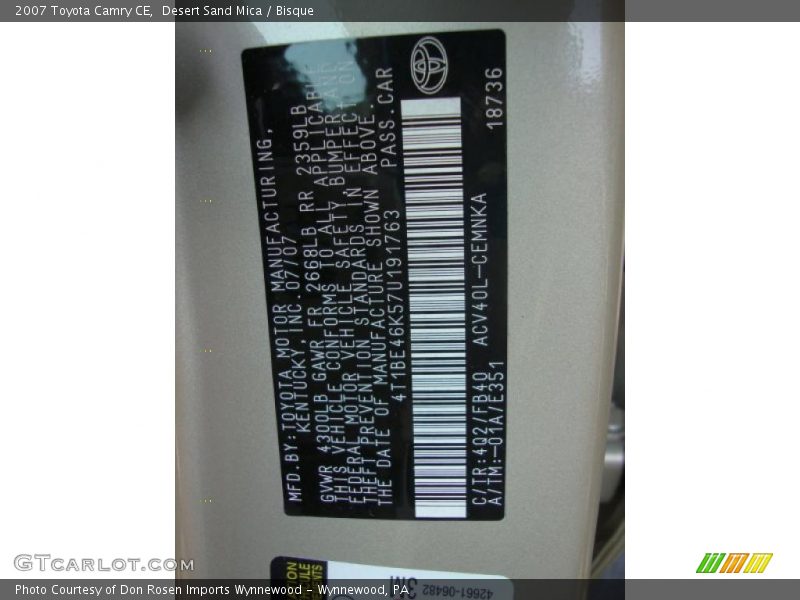 2007 Toyota Camry CE, Desert Sand Mica / Bisque
MFD.BY:TOYOTA MOTOR MANUFACTURING,
KENTUCKY, INC. 07/07
GVWR 4300LB GAWR FR 2668LB RR 2359LB
THIS VEHICLE CONFORMS TO ALL APPLICABLE
FEDERAL MOTOR VEHICLE SAFETY, BUMPER AND
THEFT PREVENTION STANDARDS IN EFFECT ON
THE DATE OF MANUFACTURE SHOWN ABOVE.
4T1BE46K57U191763 PASS.CAR
C/TR:4Q2/FB40 ACV40L-CEMNKA 18736
A/TM:-01A/E351
3M
42661-06482
GTcarlot.com
Photo Courtesy of Don Rosen Imports Wynnewood - Wynnewood, PA